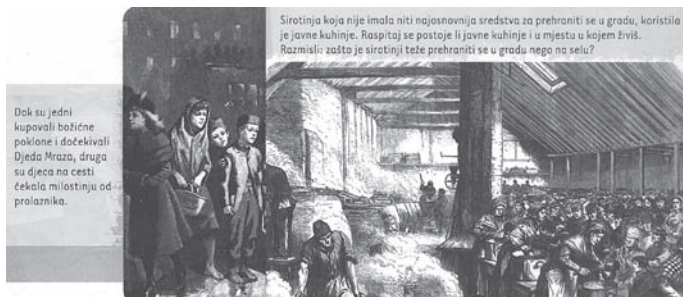 Sirotinja koja nije imala niti najosnovnija sredstva za prehraniti se u gradu, koristila
je javne kuhinje. Raspitaj se postoje li javne kuhinje i u mjestu u kojem živiš.
Razmisli: zašto je sirotinji teže prehraniti se u gradu nego na selu?
Dok su jedni
kupovali božićne
poklone i dočekivali
Djeda Mraza, druga
su djeca na cesti
čekala milostinju od
prolaznika.